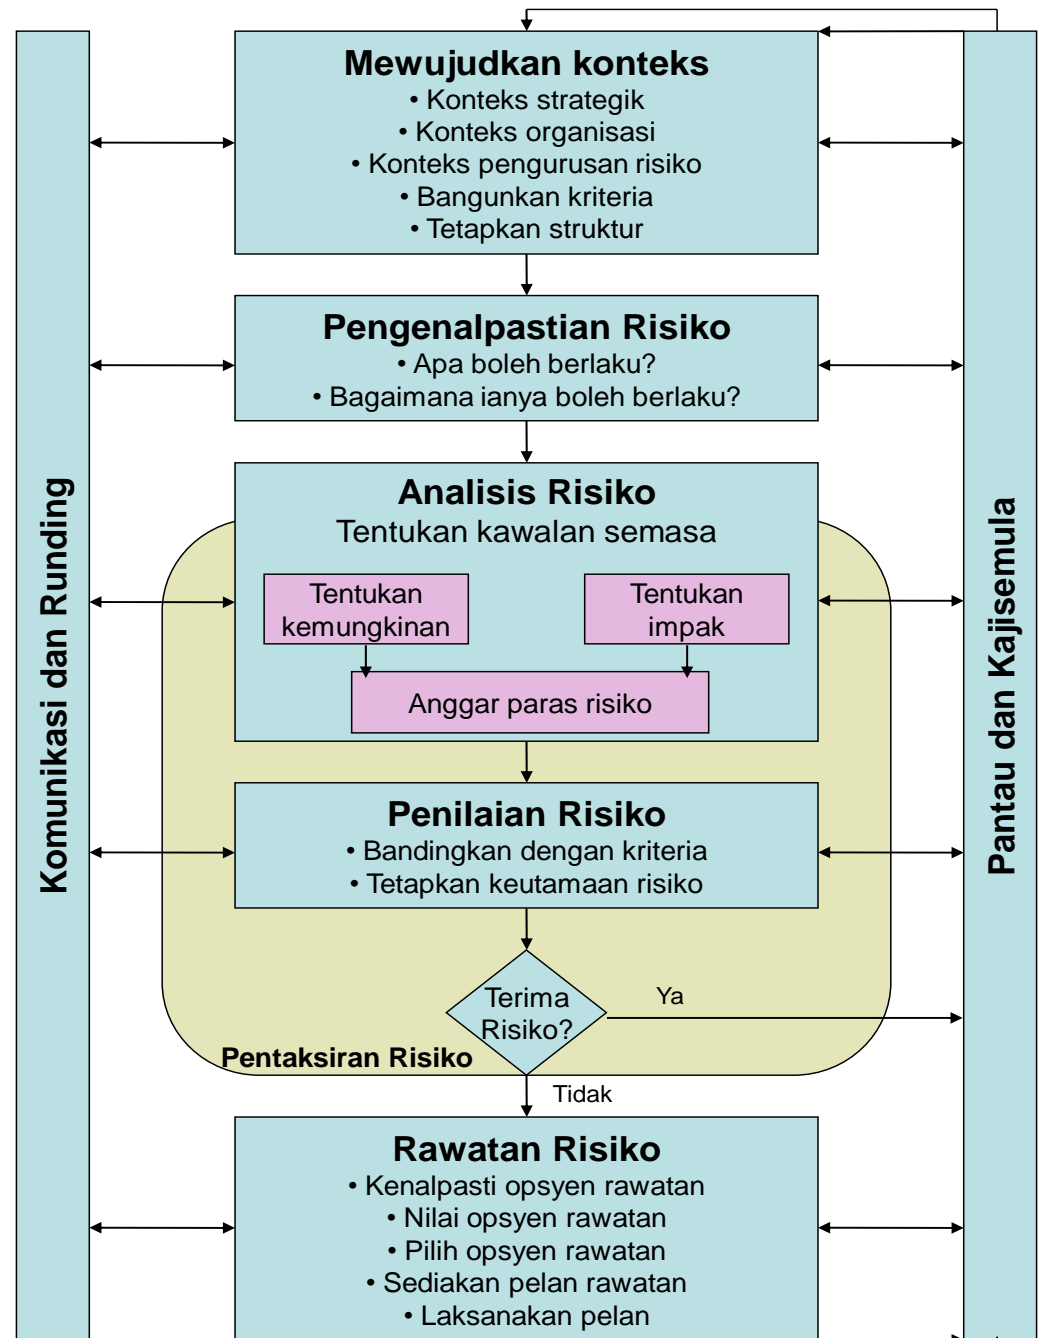 Mewujudkan konteks
• Konteks strategik
• Konteks organisasi
• Konteks pengurusan risiko
• Bangunkan kriteria
• Tetapkan struktur
Pengenalpastian Risiko
• Apa boleh berlaku?
• Bagaimana ianya boleh berlaku?
Analisis Risiko
Tentukan kawalan semasa
Tentukan
kemungkinan
Tentukan
impak
Anggar paras risiko
Penilaian Risiko
• Bandingkan dengan kriteria
• Tetapkan keutamaan risiko
Terima
Risiko?
Ya
Pentaksiran Risiko
Tidak
Rawatan Risiko
• Kenalpasti opsyen rawatan
• Nilai opsyen rawatan
• Pilih opsyen rawatan
• Sediakan pelan rawatan
• Laksanakan pelan
Komunikasi dan Runding
Pantau dan Kajisemula